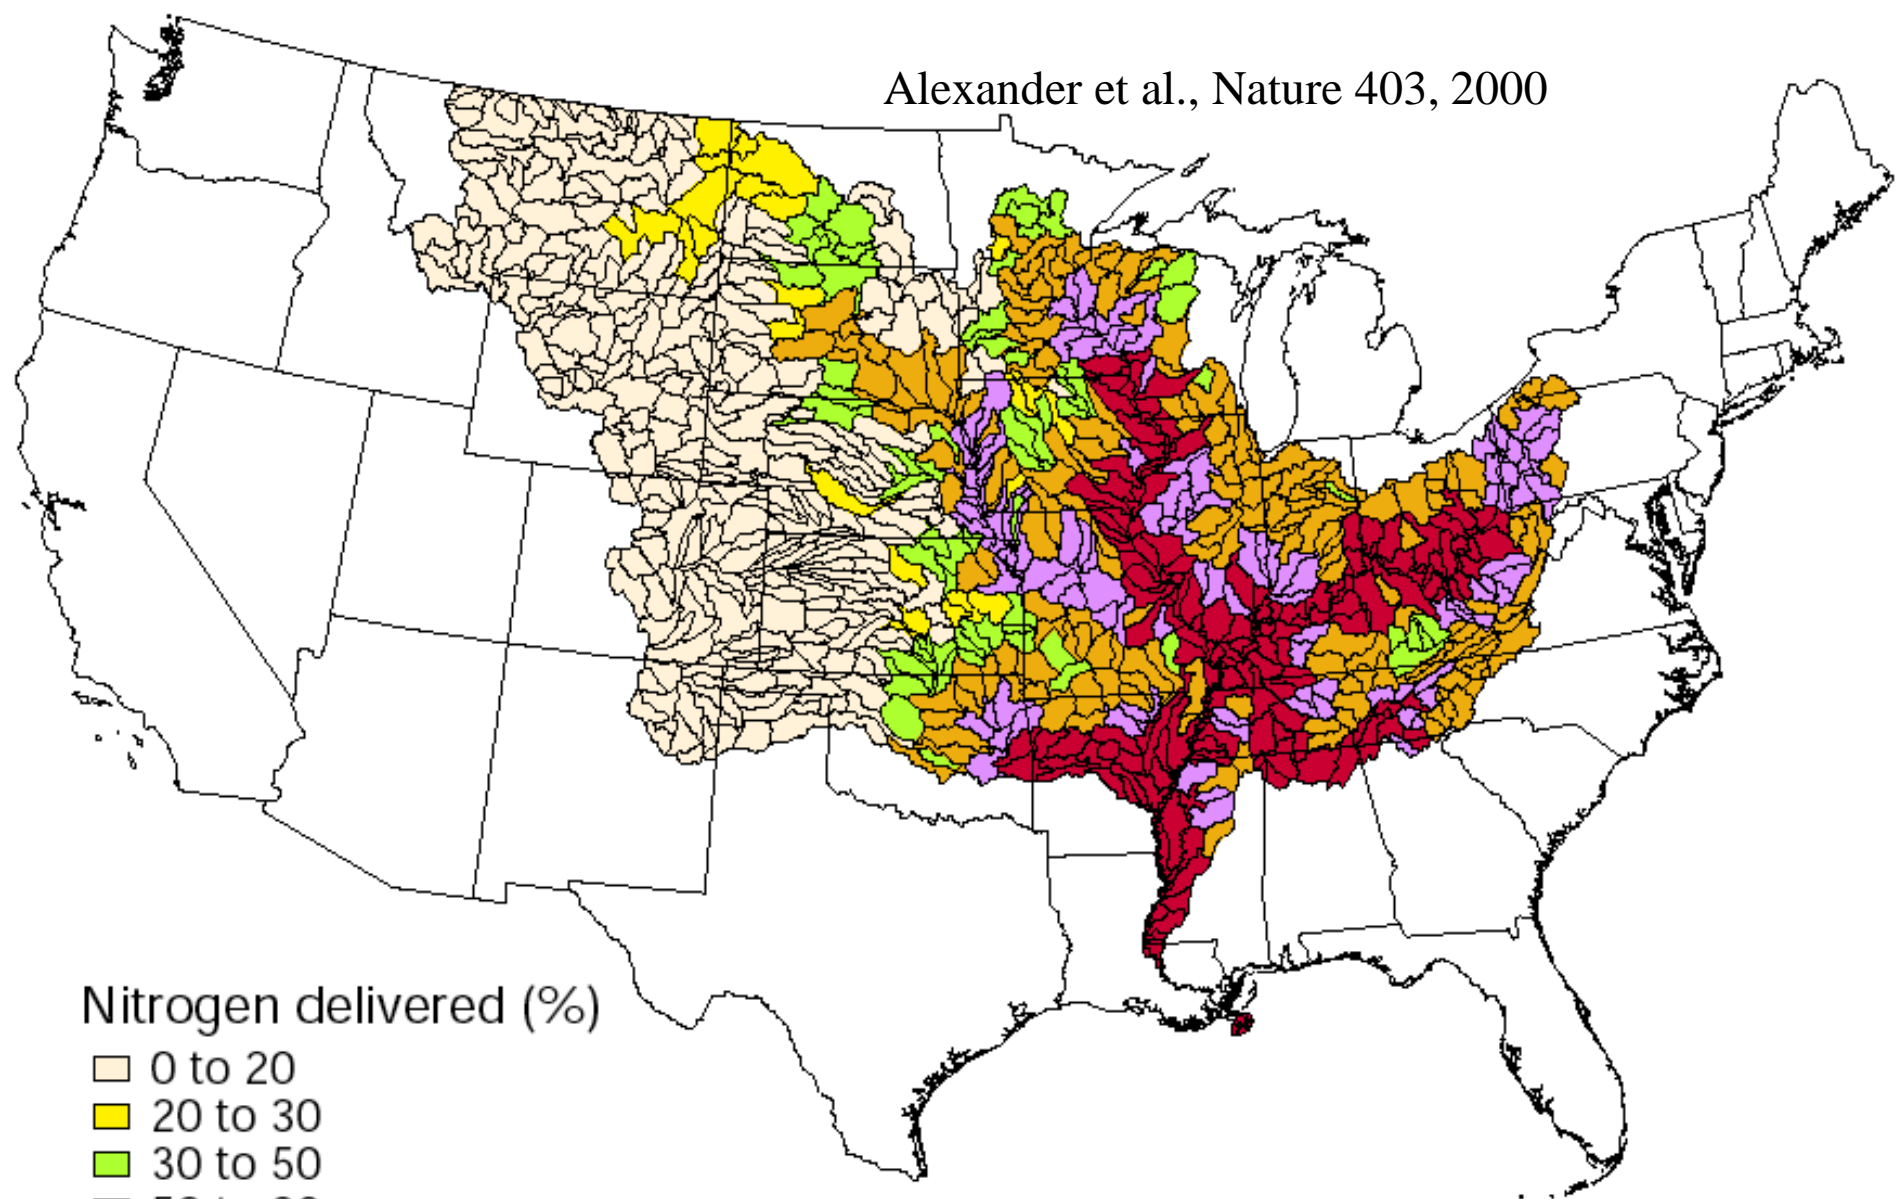 Alexander et al., Nature 403, 2000
Nitrogen delivered (%)
0 to 20
20 to 30
30 to 50